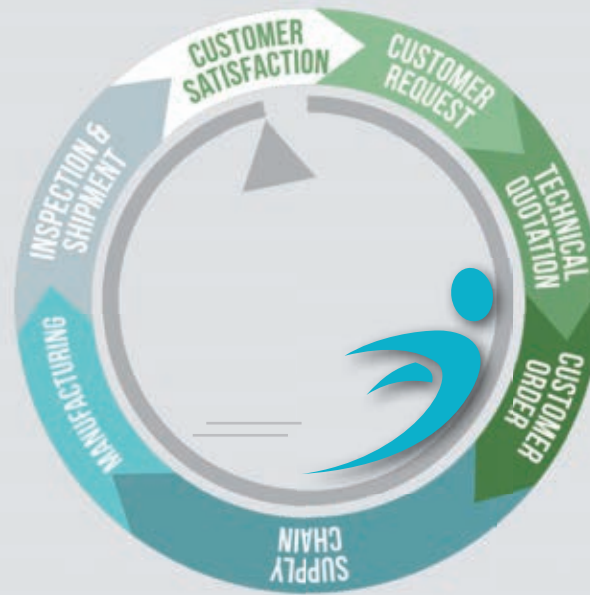 CUSTOMER
SATISFACTION
CUSTOMER
REQUEST
TECHNICAL
QUOTATION
CUSTOMER
ORDER
SUPPLY
CHAIN
MANUFACTURING
INSPECTION &
SHIPMENT